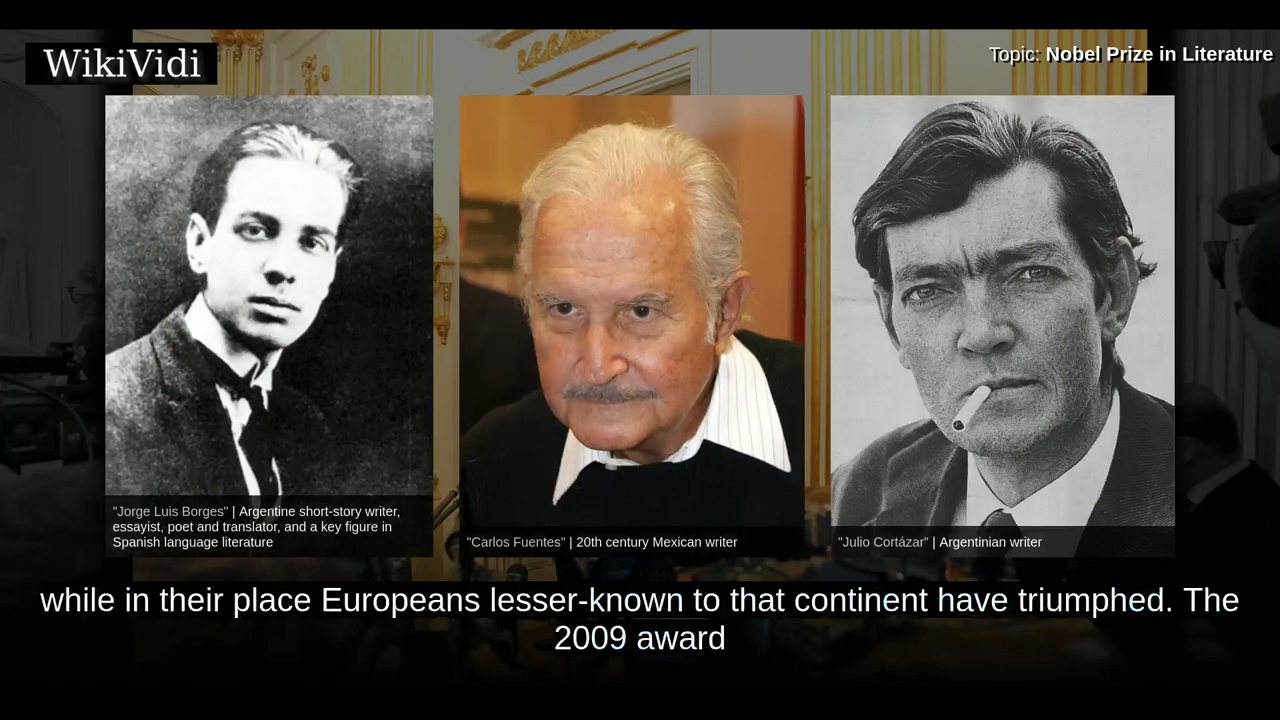 WikiVidi
Topic: Nobel Prize in Literature
"Jorge Luis Borges" | Argentine short-story writer,
essayist, poet and translator, and a key figure in
Spanish language literature
"Carlos Fuentes" | 20th century Mexican writer
"Julio Cortázar" | Argentinian writer
while in their place Europeans lesser-known to that continent have triumphed. The
2009 award